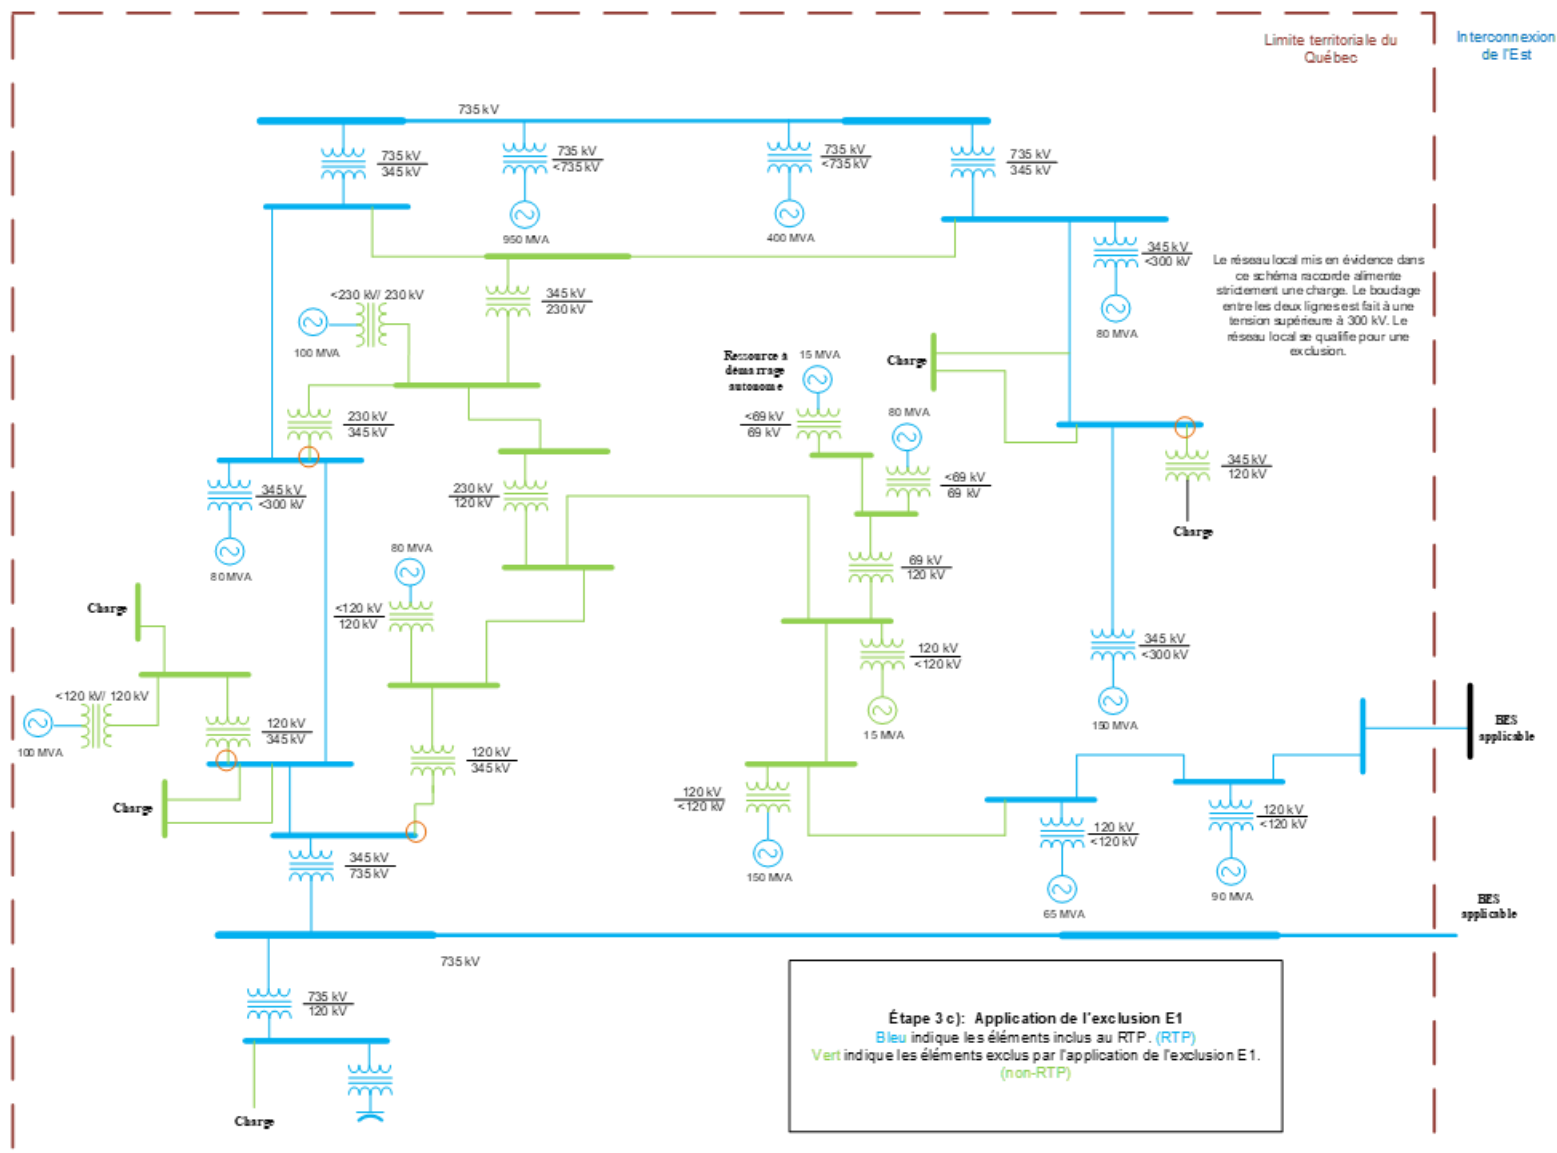 Limite territoriale du
Québec
Interconnexion
de l'Est
735 kV
735 kV
345 kV
735 kV
<735 kV
735 kV
<735 kV
735 kV
345 kV
950 MVA
400 MVA
345 kV
<300 kV
80 MVA
Le réseau local mis en évidence dans
ce schéma raccorde alimente
strictement une charge. Le bouclage
entre les deux lignes est fait à une
tension supérieure à 300 kV. Le
réseau local se qualifie pour une
exclusion.
<230 kV/ 230 kV
100 MVA
345 kV
230 kV
Ressource à
démarrage
autonome
15 MVA
Charge
230 kV
345 kV
<69 kV
69 kV
80 MVA
345 kV
<300 kV
80 MVA
230 kV
120 kV
<69 kV
69 kV
345 kV
120 kV
Charge
80 MVA
69 kV
120 kV
Charge
<120 kV
120 kV
120 kV
<120 kV
345 kV
<300 kV
<120 kV/ 120 kV
100 MVA
120 kV
345 kV
15 MVA
150 MVA
BES
applicable
120 kV
345 kV
Charge
120 kV
<120 kV
120 kV
<120 kV
120 kV
<120 kV
345 kV
735 kV
150 MVA
65 MVA
90 MVA
BES
applicable
735 kV
735 kV
120 kV
Charge
Étape 3 c): Application de l'exclusion E1
Bleu indique les éléments inclus au RTP. (RTP)
Vert indique les éléments exclus par l'application de l'exclusion E1.
(non-RTP)